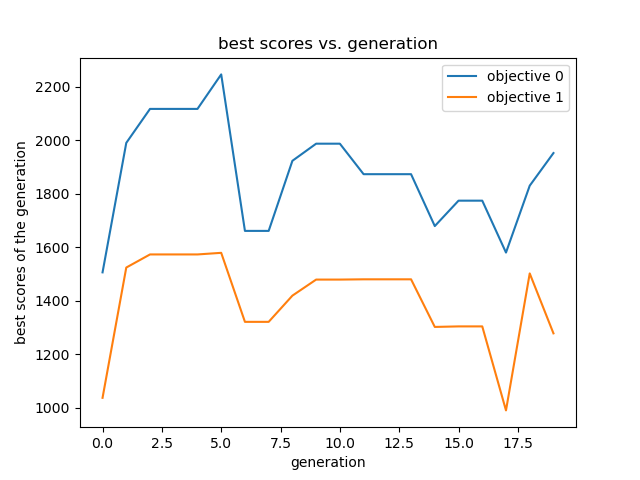 best scores vs. generation
objective 0
objective 1
best scores of the generation
2200
2000
1800
1600
1400
1200
1000
0.0 2.5 5.0 7.5 10.0 12.5 15.0 17.5
generation